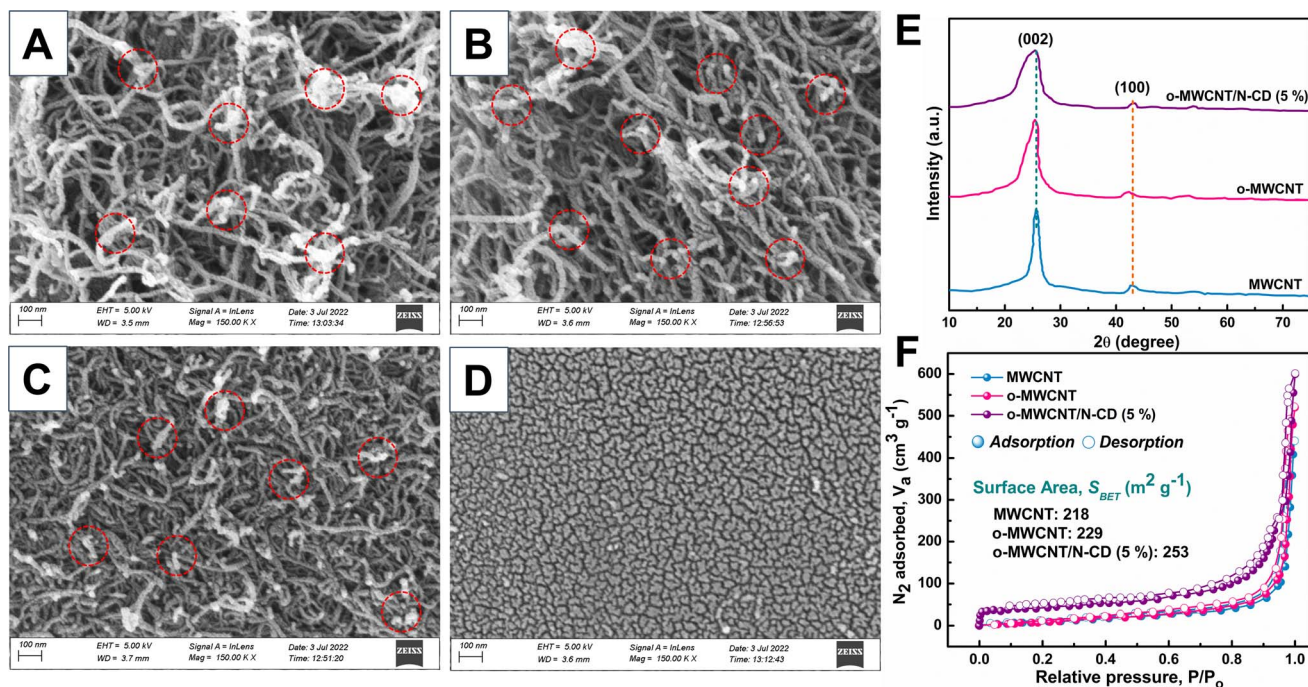 A
100 nm
EHT = 5.00 kV
WD = 3.5 mm
Signal A = InLens
Mag = 150.00 K X
Date: 3 Jul 2022
Time: 13:03:34
ZEISS
B
100 nm
EHT = 5.00 kV
WD = 3.6 mm
Signal A = InLens
Mag = 150.00 K X
Date: 3 Jul 2022
Time: 12:56:53
ZEISS
C
100 nm
EHT = 5.00 kV
WD = 3.7 mm
Signal A = InLens
Mag = 150.00 K X
Date: 3 Jul 2022
Time: 12:51:20
ZEISS
D
100 nm
EHT = 5.00 kV
WD = 3.6 mm
Signal A = InLens
Mag = 150.00 K X
Date: 3 Jul 2022
Time: 13:12:43
ZEISS
E
(002)
(100)
o-MWCNT/N-CD (5 %)
o-MWCNT
MWCNT
Intensity (a.u.)
10 20 30 40 50 60 70
2θ (degree)
F
600
500
400
300
200
100
0
N2 adsorbed, Va (cm3 g-1)
MWCNT
o-MWCNT
o-MWCNT/N-CD (5 %)
Adsorption Desorption
Surface Area, SBET (m2 g-1)
MWCNT: 218
o-MWCNT: 229
o-MWCNT/N-CD (5 %): 253
0.0 0.2 0.4 0.6 0.8 1.0
Relative pressure, P/Po